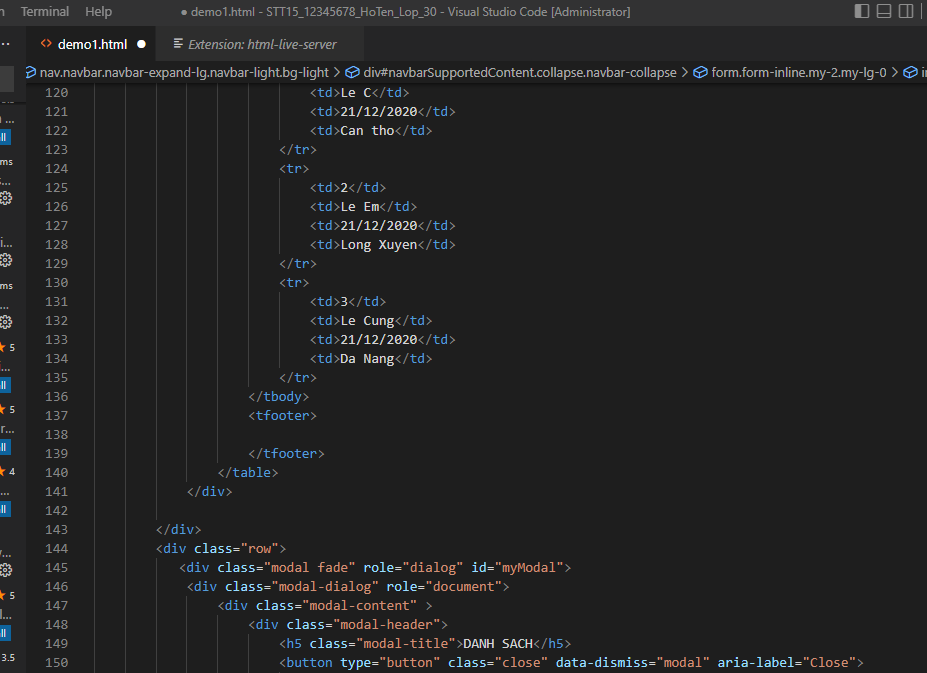 Terminal Help ● demo1.html - STT15_12345678_HoTen_Lop_30 - Visual Studio Code [Administrator]
demo1.html ● Extension: html-live-server
nav.navbar.navbar-expand-lg.navbar-light.bg-light > div#navbarSupportedContent.collapse.navbar-collapse > form.form-inline.my-2.my-lg-0 >
120 <td>Le C</td>
121 <td>21/12/2020</td>
122 <td>Can tho</td>
123 </tr>
124 <tr>
125 <td>2</td>
126 <td>Le Em</td>
127 <td>21/12/2020</td>
128 <td>Long Xuyen</td>
129 </tr>
130 <tr>
131 <td>3</td>
132 <td>Le Cung</td>
133 <td>21/12/2020</td>
134 <td>Da Nang</td>
135 </tr>
136 </tbody>
137 <tfooter>
138
139 </tfooter>
140 </table>
141 </div>
142
143 </div>
144 <div class="row">
145 <div class="modal fade" role="dialog" id="myModal">
146 <div class="modal-dialog" role="document">
147 <div class="modal-content" >
148 <div class="modal-header">
149 <h5 class="modal-title">DANH SACH</h5>
150 <button type="button" class="close" data-dismiss="modal" aria-label="Close">
ms
ms
5
5
4
5
3.5